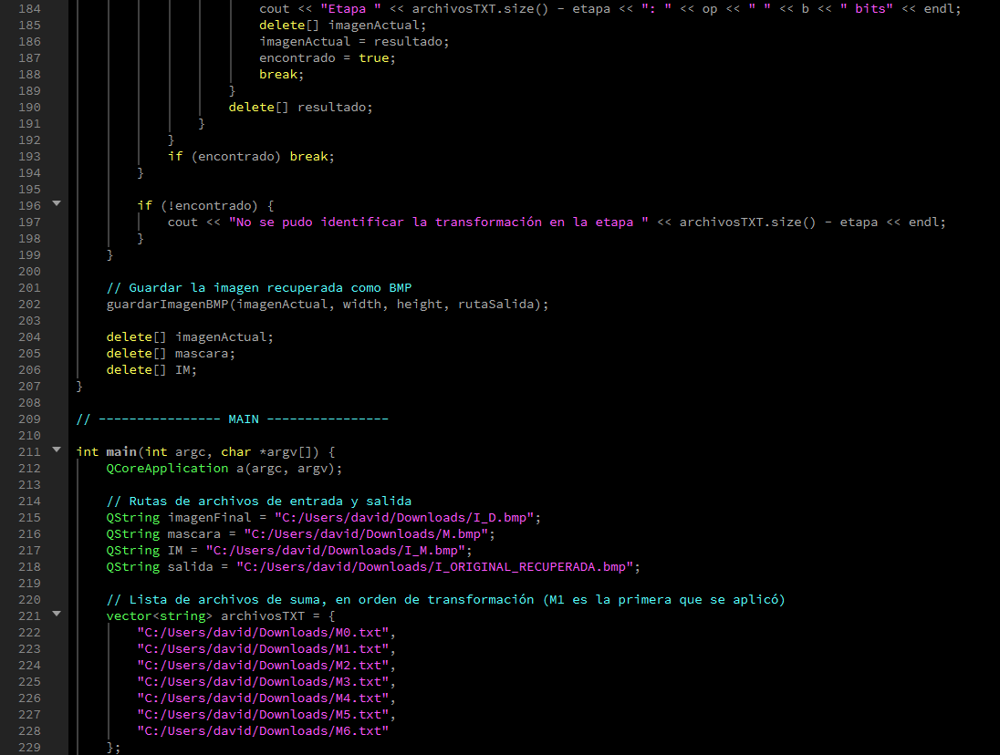 184 cout << "Etapa " << archivosTXT.size() - etapa << ": " << op << " " << b << " bits" << endl;
185 delete[] imagenActual;
186 imagenActual = resultado;
187 encontrado = true;
188 break;
189 }
190 delete[] resultado;
191 }
192 }
193 if (encontrado) break;
194 }
195
196 if (!encontrado) {
197 cout << "No se pudo identificar la transformación en la etapa " << archivosTXT.size() - etapa << endl;
198 }
199 }
200
201 // Guardar la imagen recuperada como BMP
202 guardarImagenBMP(imagenActual, width, height, rutaSalida);
203
204 delete[] imagenActual;
205 delete[] mascara;
206 delete[] IM;
207 }
208
209 // ---------------- MAIN ----------------
210
211 int main(int argc, char *argv[]) {
212 QCoreApplication a(argc, argv);
213
214 // Rutas de archivos de entrada y salida
215 QString imagenFinal = "C:/Users/david/Downloads/I_D.bmp";
216 QString mascara = "C:/Users/david/Downloads/M.bmp";
217 QString IM = "C:/Users/david/Downloads/I_M.bmp";
218 QString salida = "C:/Users/david/Downloads/I_ORIGINAL_RECUPERADA.bmp";
219
220 // Lista de archivos de suma, en orden de transformación (M1 es la primera que se aplicó)
221 vector<string> archivosTXT = {
222 "C:/Users/david/Downloads/M0.txt",
223 "C:/Users/david/Downloads/M1.txt",
224 "C:/Users/david/Downloads/M2.txt",
225 "C:/Users/david/Downloads/M3.txt",
226 "C:/Users/david/Downloads/M4.txt",
227 "C:/Users/david/Downloads/M5.txt",
228 "C:/Users/david/Downloads/M6.txt"
229 };